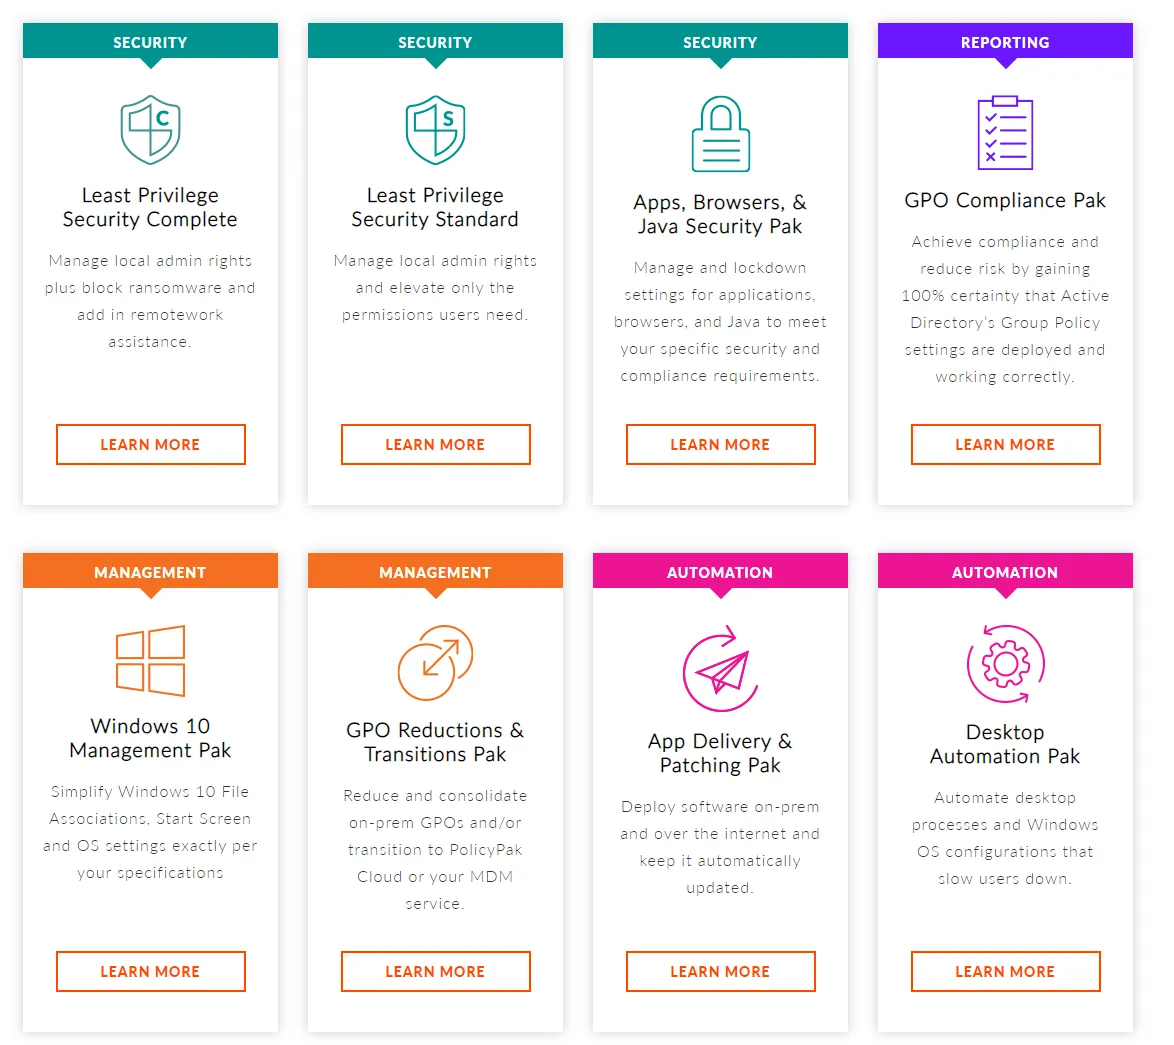 SECURITY
C
Least Privilege
Security Complete
Manage local admin rights
plus block ransomware and
add in remotework
assistance.
LEARN MORE
SECURITY
S
Least Privilege
Security Standard
Manage local admin rights
and elevate only the
permissions users need.
LEARN MORE
SECURITY
Apps, Browsers, &
Java Security Pak
Manage and lockdown
settings for applications,
browsers, and Java to meet
your specific security and
compliance requirements.
LEARN MORE
REPORTING
GPO Compliance Pak
Achieve compliance and
reduce risk by gaining
100% certainty that Active
Directory’s Group Policy
settings are deployed and
working correctly.
LEARN MORE
MANAGEMENT
Windows 10
Management Pak
Simplify Windows 10 File
Associations, Start Screen
and OS settings exactly per
your specifications
LEARN MORE
MANAGEMENT
GPO Reductions &
Transitions Pak
Reduce and consolidate
on-prem GPOs and/or
transition to PolicyPak
Cloud or your MDM
service.
LEARN MORE
AUTOMATION
App Delivery &
Patching Pak
Deploy software on-prem
and over the internet and
keep it automatically
updated.
LEARN MORE
AUTOMATION
Desktop
Automation Pak
Automate desktop
processes and Windows
OS configurations that
slow users down.
LEARN MORE